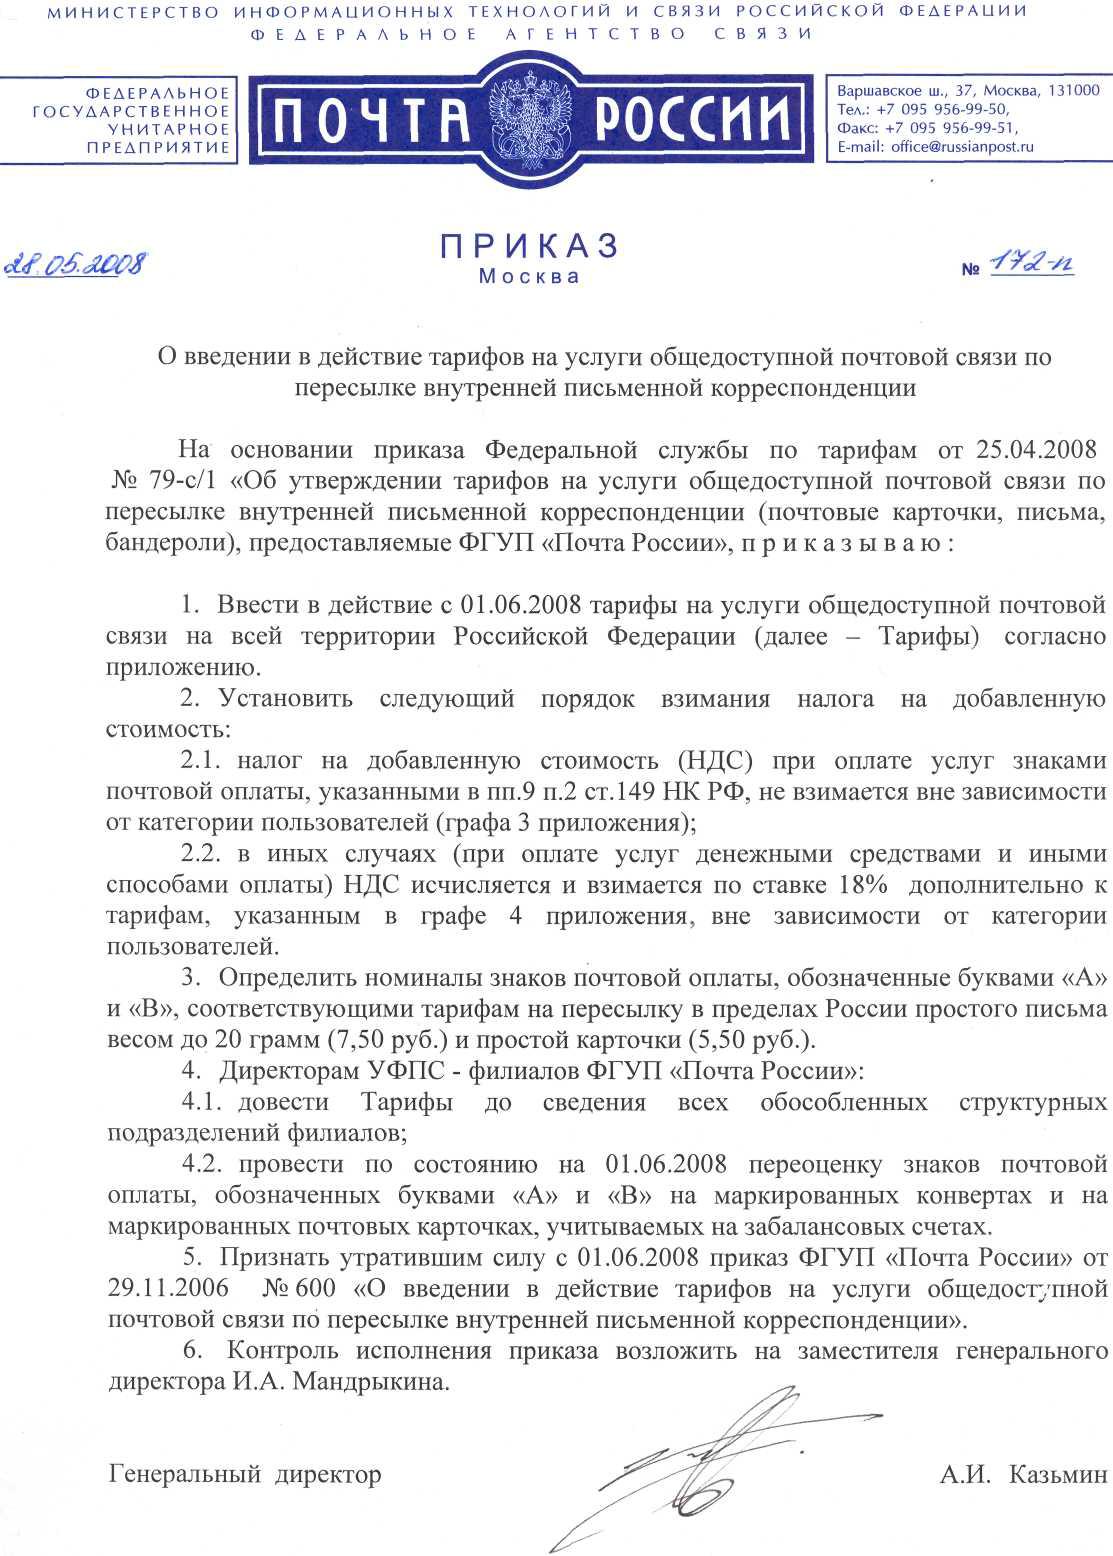 МИНИСТЕРСТВО ИНФОРМАЦИОННЫХ ТЕХНОЛОГИЙ И СВЯЗИ РОССИЙСКОЙ ФЕДЕРАЦИИ
ФЕДЕРАЛЬНОЕ АГЕНТСТВО СВЯЗИ
ФЕДЕРАЛЬНОЕ
ГОСУДАРСТВЕННОЕ
УНИТАРНОЕ
ПРЕДПРИЯТИЕ
ПОЧТА РОССИИ
Варшавское ш., 37, Москва, 131000
Тел.: +7 095 956-99-50,
Факс: +7 095 956-99-51,
E-mail: office@russianpost.ru
ПРИКАЗ
Москва
28.05.2008
№ 172-п
О введении в действие тарифов на услуги общедоступной почтовой связи по
пересылке внутренней письменной корреспонденции
На основании приказа Федеральной службы по тарифам от 25.04.2008
№ 79-с/1 «Об утверждении тарифов на услуги общедоступной почтовой связи по
пересылке внутренней письменной корреспонденции (почтовые карточки, письма,
бандероли), предоставляемые ФГУП «Почта России», п р и к а з ы в а ю :
1. Ввести в действие с 01.06.2008 тарифы на услуги общедоступной почтовой
связи на всей территории Российской Федерации (далее – Тарифы) согласно
приложению.
2. Установить следующий порядок взимания налога на добавленную
стоимость:
2.1. налог на добавленную стоимость (НДС) при оплате услуг знаками
почтовой оплаты, указанными в пп.9 п.2 ст.149 НК РФ, не взимается вне зависимости
от категории пользователей (графа 3 приложения);
2.2. в иных случаях (при оплате услуг денежными средствами и иными
способами оплаты) НДС исчисляется и взимается по ставке 18% дополнительно к
тарифам, указанным в графе 4 приложения, вне зависимости от категории
пользователей.
3. Определить номиналы знаков почтовой оплаты, обозначенные буквами «А»
и «В», соответствующими тарифам на пересылку в пределах России простого письма
весом до 20 грамм (7,50 руб.) и простой карточки (5,50 руб.).
4. Директорам УФПС - филиалов ФГУП «Почта России»:
4.1. довести Тарифы до сведения всех обособленных структурных
подразделений филиалов;
4.2. провести по состоянию на 01.06.2008 переоценку знаков почтовой
оплаты, обозначенных буквами «А» и «В» на маркированных конвертах и на
маркированных почтовых карточках, учитываемых на забалансовых счетах.
5. Признать утратившим силу с 01.06.2008 приказ ФГУП «Почта России» от
29.11.2006 № 600 «О введении в действие тарифов на услуги общедоступной
почтовой связи по пересылке внутренней письменной корреспонденции».
6. Контроль исполнения приказа возложить на заместителя генерального
директора И.А. Мандрыкина.
Генеральный директор
А.И. Казьмин